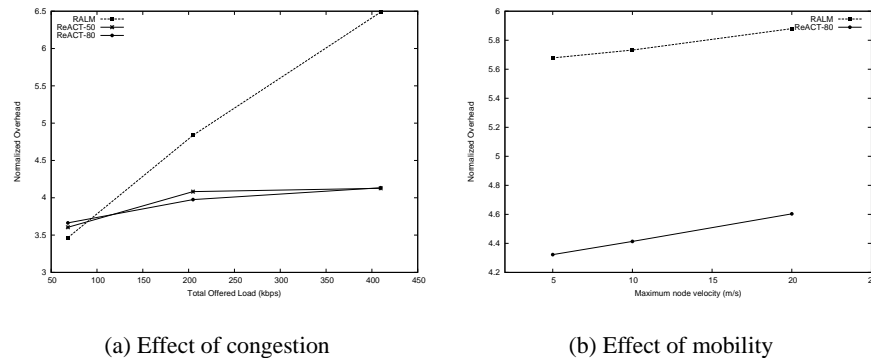 6.5
6
5.5
5
4.5
4
3.5
3
50
100
150
200
250
300
350
400
450
Normalized Overhead
Total Offered Load (kbps)
RALM
ReACT-50
ReACT-80
(a) Effect of congestion
6
5.8
5.6
5.4
5.2
5
4.8
4.6
4.4
4.2
5
10
15
20
Normalized Overhead
Maximum node velocity (m/s)
RALM
ReACT-80
(b) Effect of mobility